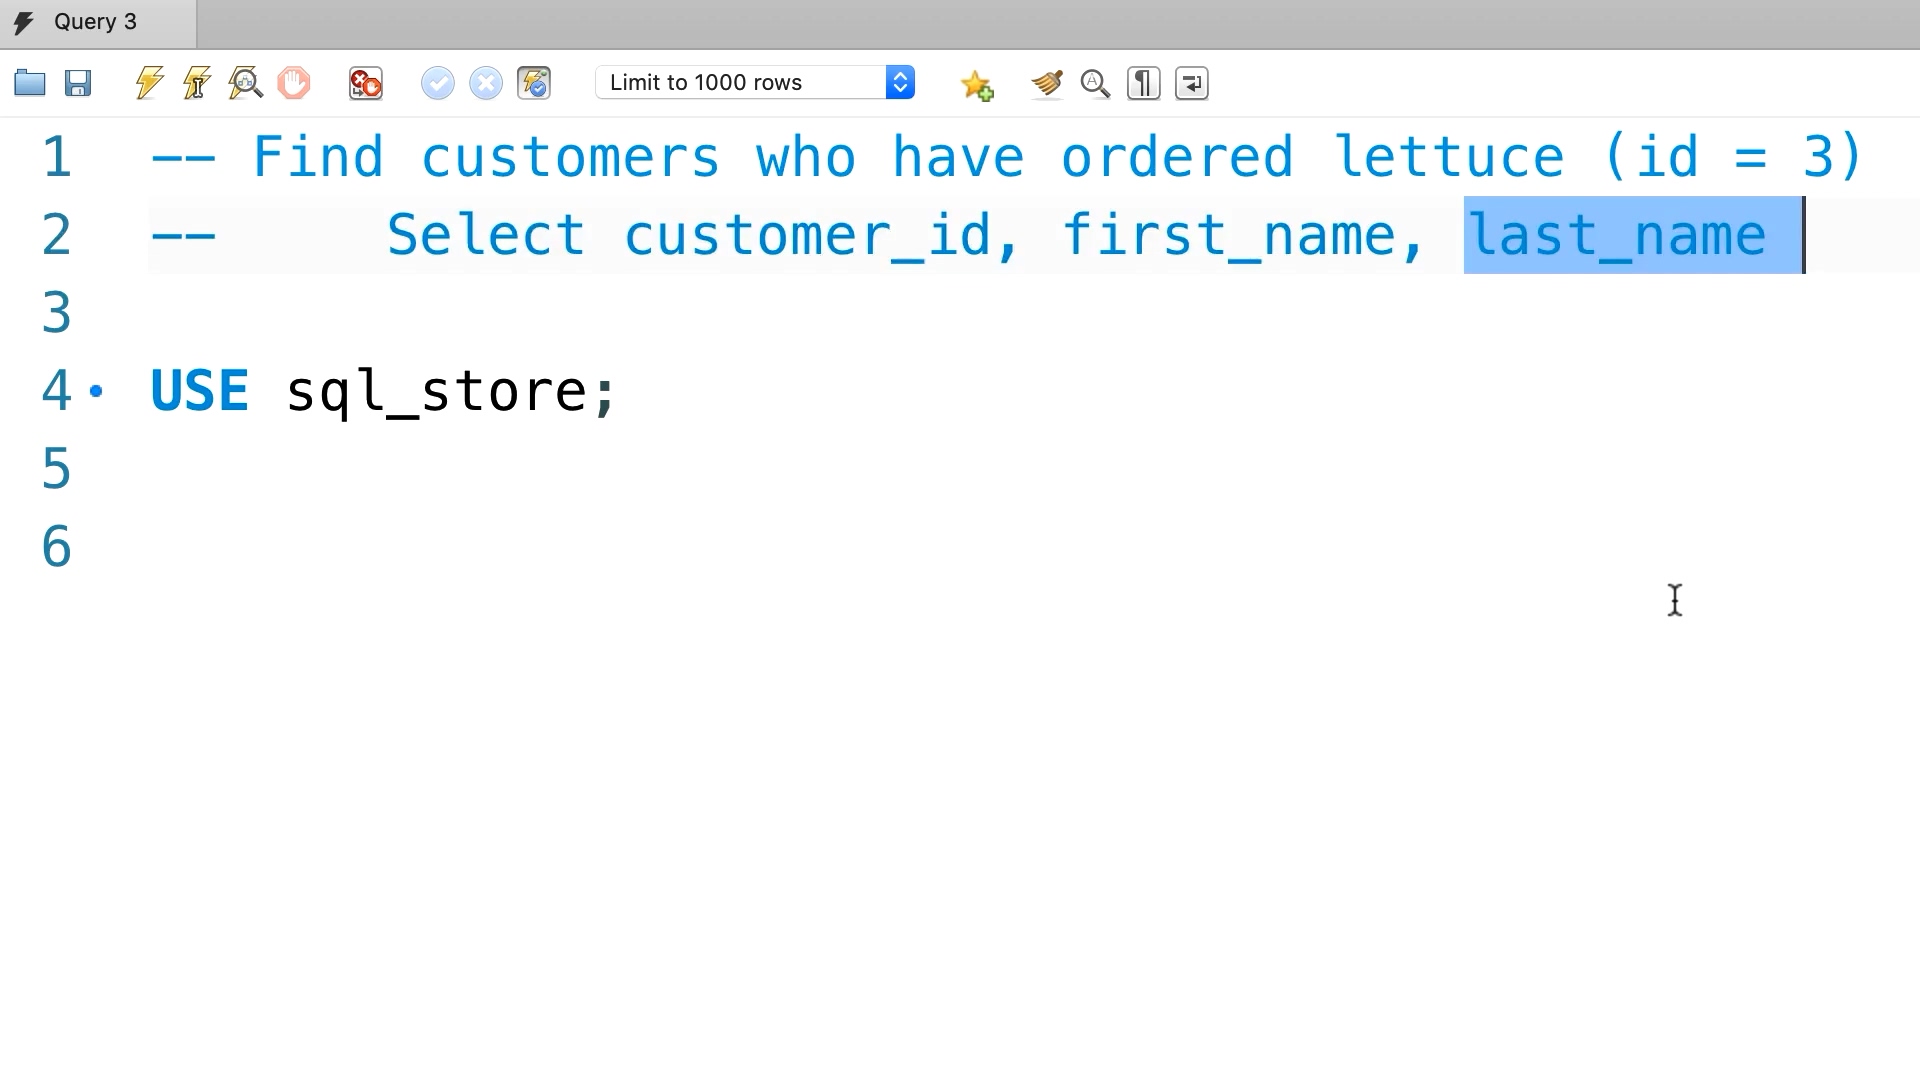 Query 3
Limit to 1000 rows
1 -- Find customers who have ordered lettuce (id = 3)
2 --     Select customer_id, first_name, last_name
3
4 USE sql_store;
5
6